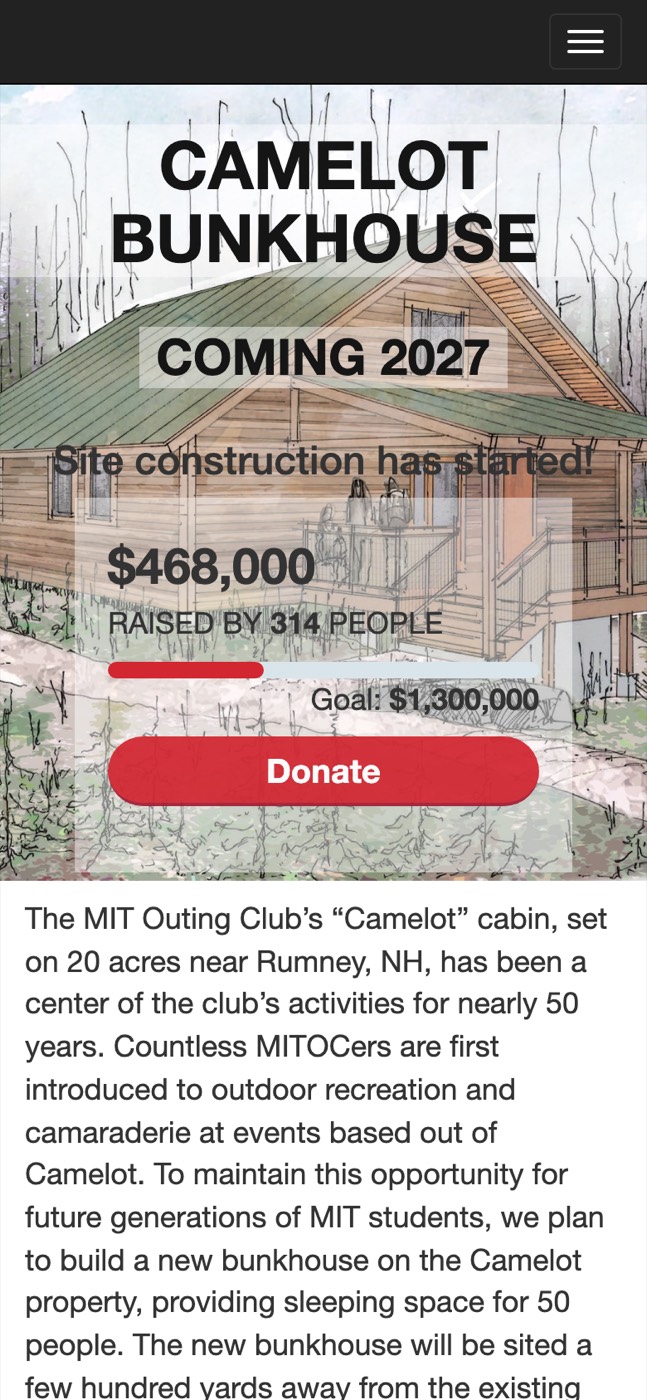 CAMELOT
BUNKHOUSE
COMING 2027
Site construction has started!
$468,000
RAISED BY 314 PEOPLE
Goal: $1,300,000
Donate
The MIT Outing Club’s “Camelot” cabin, set
on 20 acres near Rumney, NH, has been a
center of the club’s activities for nearly 50
years. Countless MITOCers are first
introduced to outdoor recreation and
camaraderie at events based out of
Camelot. To maintain this opportunity for
future generations of MIT students, we plan
to build a new bunkhouse on the Camelot
property, providing sleeping space for 50
people. The new bunkhouse will be sited a
few hundred yards away from the existing